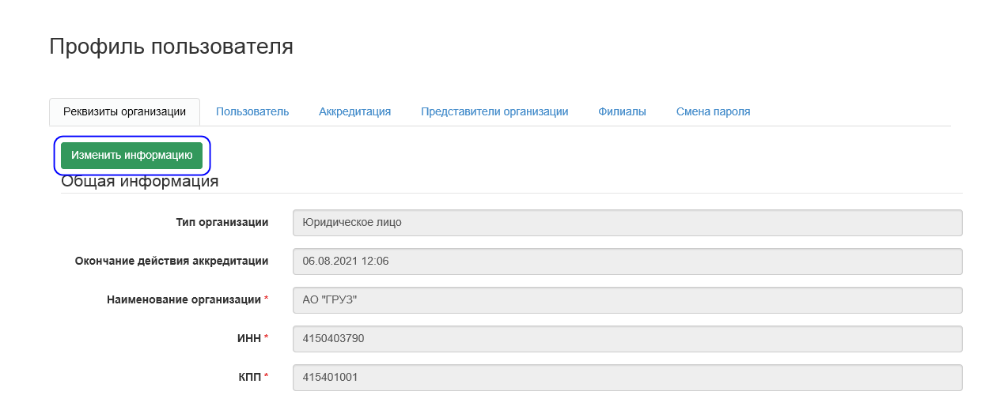 Профиль пользователя
Реквизиты организации Пользователь Аккредитация Представители организации Филиалы Смена пароля
Изменить информацию
Общая информация
Тип организации Юридическое лицо
Окончание действия аккредитации 06.08.2021 12:06
Наименование организации * АО "ГРУЗ"
ИНН * 4150403790
КПП * 415401001